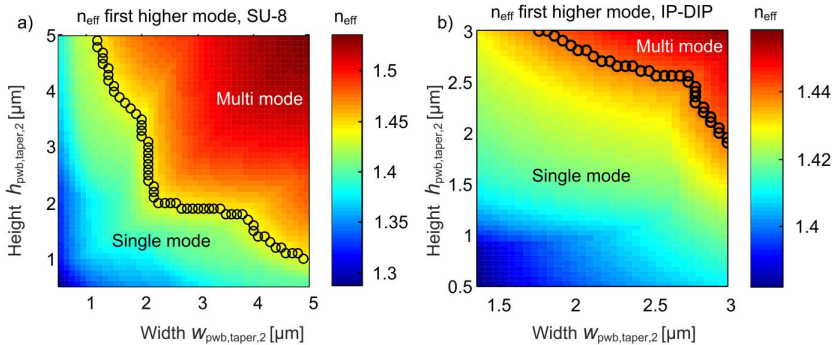 a)
n_eff first higher mode, SU-8
n_eff
5
4
3
2
1
Height h_pwb,taper,2 [μm]
Multi mode
Single mode
1
2
3
4
5
Width w_pwb,taper,2 [μm]
1.5
1.45
1.4
1.35
1.3
b)
n_eff first higher mode, IP-DIP
n_eff
3
2.5
2
1.5
1
0.5
Height h_pwb,taper,2 [μm]
Multi mode
Single mode
1.5
2
2.5
3
Width w_pwb,taper,2 [μm]
1.44
1.42
1.4